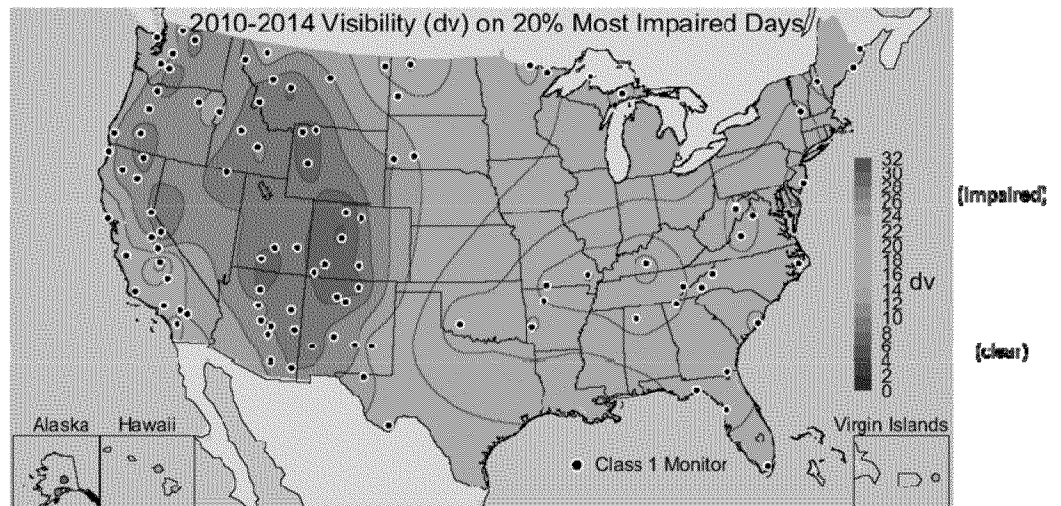 2010-2014 Visibility (dv) on 20% Most Impaired Days
32
30
28
26
24
22
20
18
16
14
12
10
8
6
4
2
0
dv
(Impaired)
(clear)
Alaska
Hawaii
Class 1 Monitor
Virgin Islands